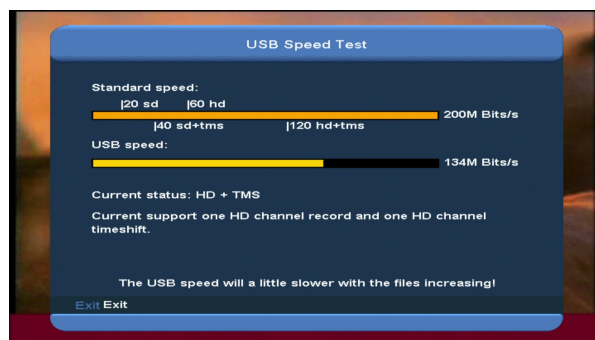 USB Speed Test
Standard speed:
|20 sd |60 hd
200M Bits/s
|40 sd+tms |120 hd+tms
USB speed:
134M Bits/s
Current status: HD + TMS
Current support one HD channel record and one HD channel
timeshift.
The USB speed will a little slower with the files increasing!
Exit Exit